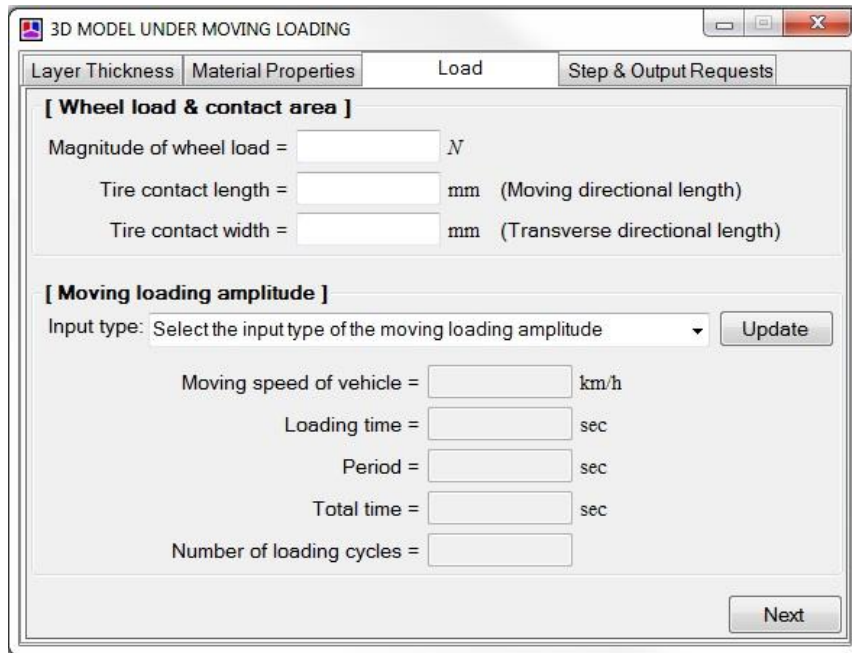 3D MODEL UNDER MOVING LOADING
Layer Thickness Material Properties Load Step & Output Requests
[ Wheel load & contact area ]
Magnitude of wheel load = N
Tire contact length = mm (Moving directional length)
Tire contact width = mm (Transverse directional length)
[ Moving loading amplitude ]
Input type: Select the input type of the moving loading amplitude Update
Moving speed of vehicle = km/h
Loading time = sec
Period = sec
Total time = sec
Number of loading cycles =
Next